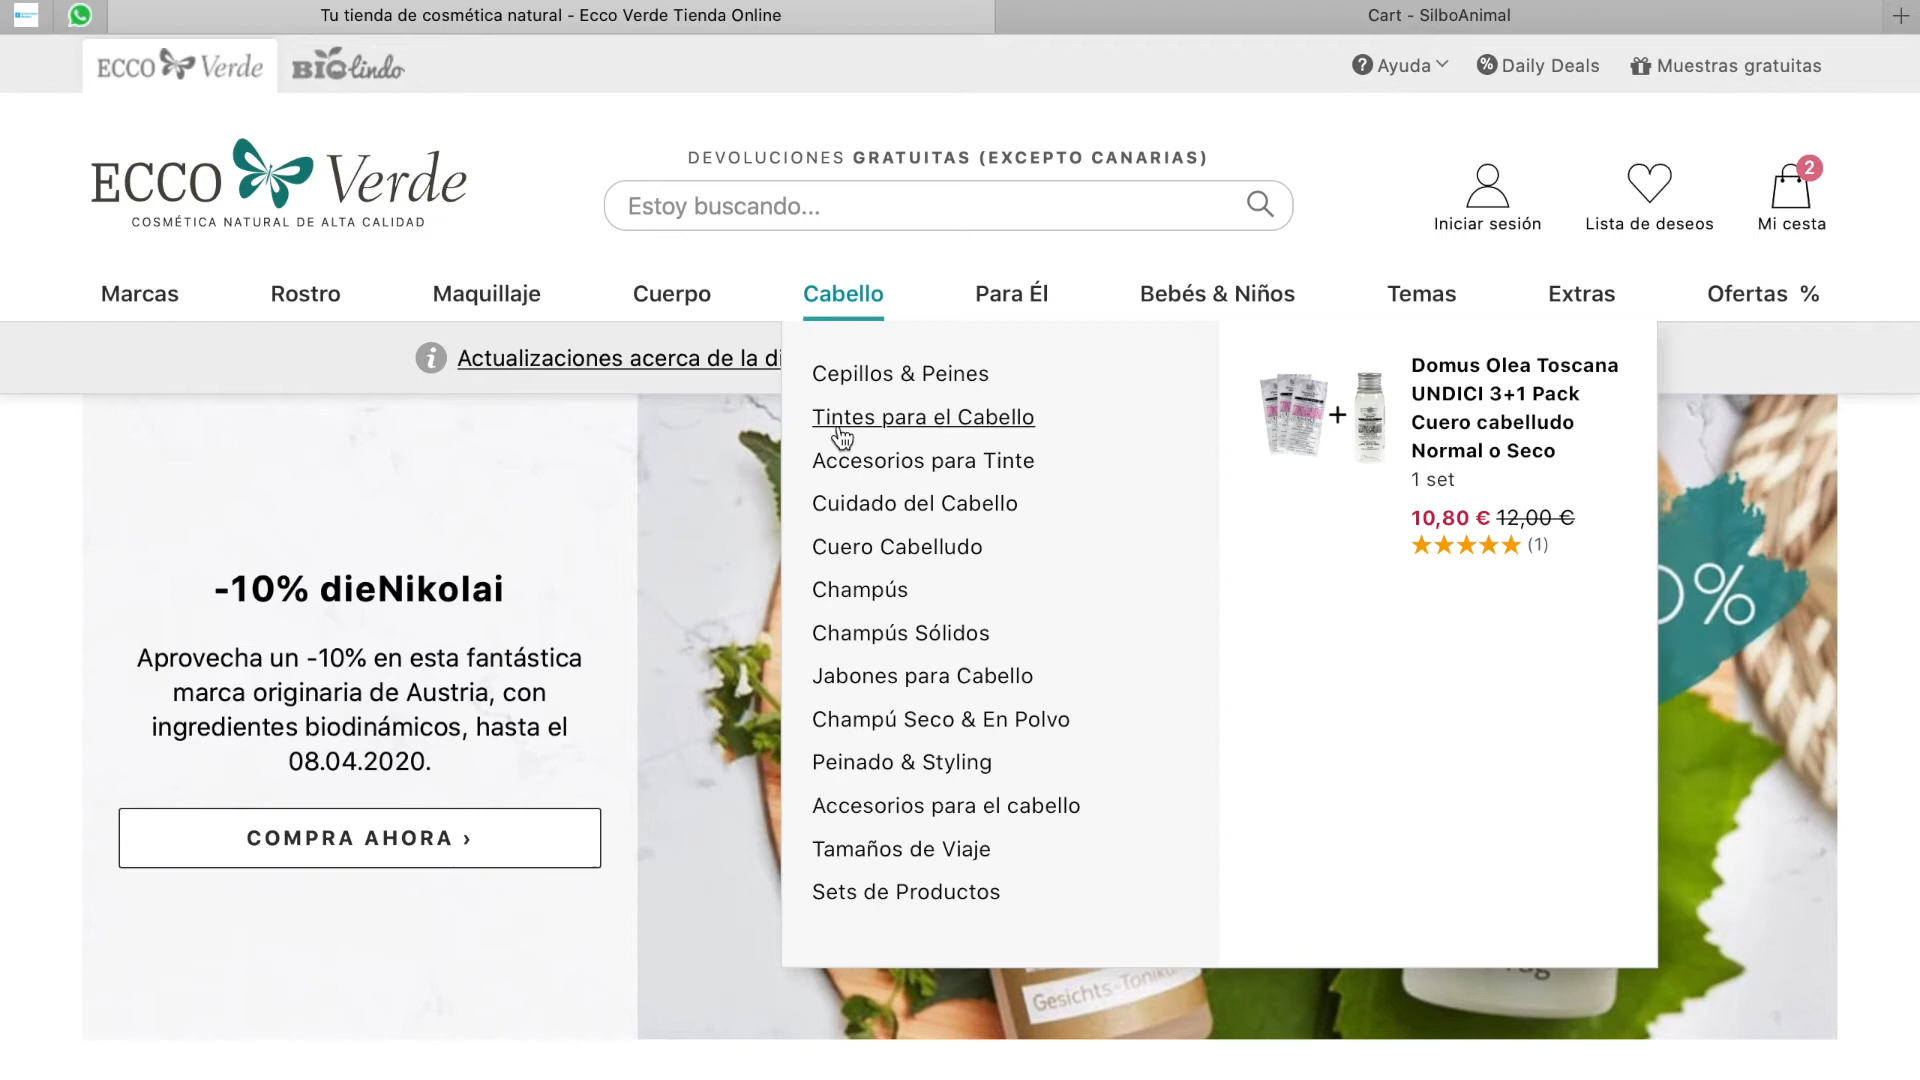 Tu tienda de cosmética natural - Ecco Verde Tienda Online
Cart - SilboAnimal
ECCO Verde
BIOlindo
Ayuda
Daily Deals
Muestras gratuitas
ECCO Verde
COSMÉTICA NATURAL DE ALTA CALIDAD
DEVOLUCIONES GRATUITAS (EXCEPTO CANARIAS)
Estoy buscando...
2
Iniciar sesión
Lista de deseos
Mi cesta
Marcas
Rostro
Maquillaje
Cuerpo
Cabello
Para Él
Bebés & Niños
Temas
Extras
Ofertas %
Actualizaciones acerca de la di
Cepillos & Peines
Tintes para el Cabello
Accesorios para Tinte
Cuidado del Cabello
Cuero Cabelludo
Champús
Champús Sólidos
Jabones para Cabello
Champú Seco & En Polvo
Peinado & Styling
Accesorios para el cabello
Tamaños de Viaje
Sets de Productos
+
Domus Olea Toscana
UNDICI 3+1 Pack
Cuero cabelludo
Normal o Seco
1 set
10,80 € 12,00 €
(1)
-10% dieNikolai
Aprovecha un -10% en esta fantástica
marca originaria de Austria, con
ingredientes biodinámicos, hasta el
08.04.2020.
COMPRA AHORA ›
0%
Gesichts-Toniku